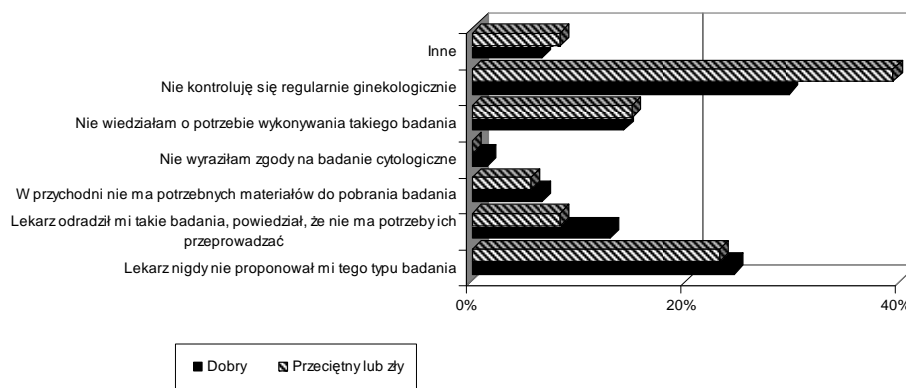 Inne
Nie kontroluję się regularnie ginekologicznie
Nie wiedziałam o potrzebie wykonywania takiego badania
Nie wyraziłam zgody na badanie cytologiczne
W przychodni nie ma potrzebnych materiałów do pobrania badania
Lekarz odradził mi takie badania, powiedział, że nie ma potrzeby ich
przeprowadzać
Lekarz nigdy nie proponował mi tego typu badania
0% 20% 40%
Dobry Przeciętny lub zły